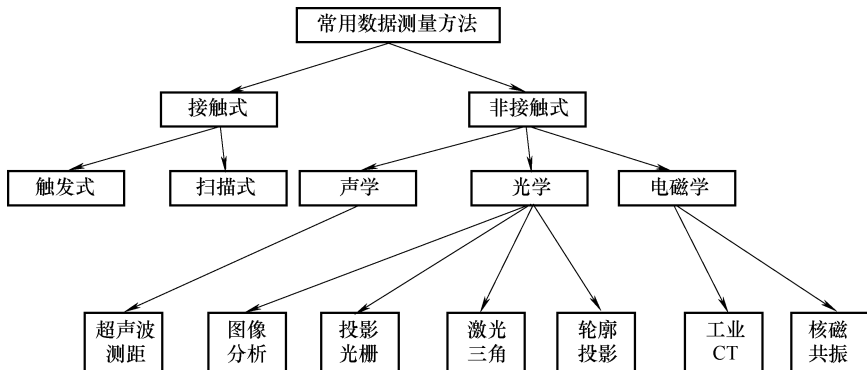 常用数据测量方法
接触式
非接触式
触发式
扫描式
声学
光学
电磁学
超声波
测距
图像
分析
投影
光栅
激光
三角
轮廓
投影
工业
CT
核磁
共振